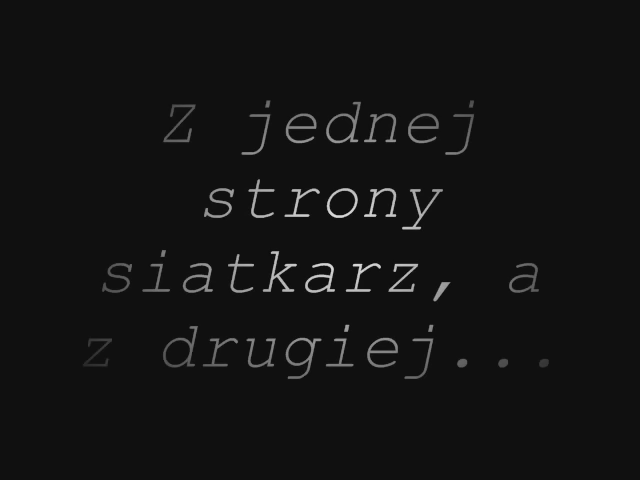 Z jednej
strony
siatkarz, a
z drugiej...